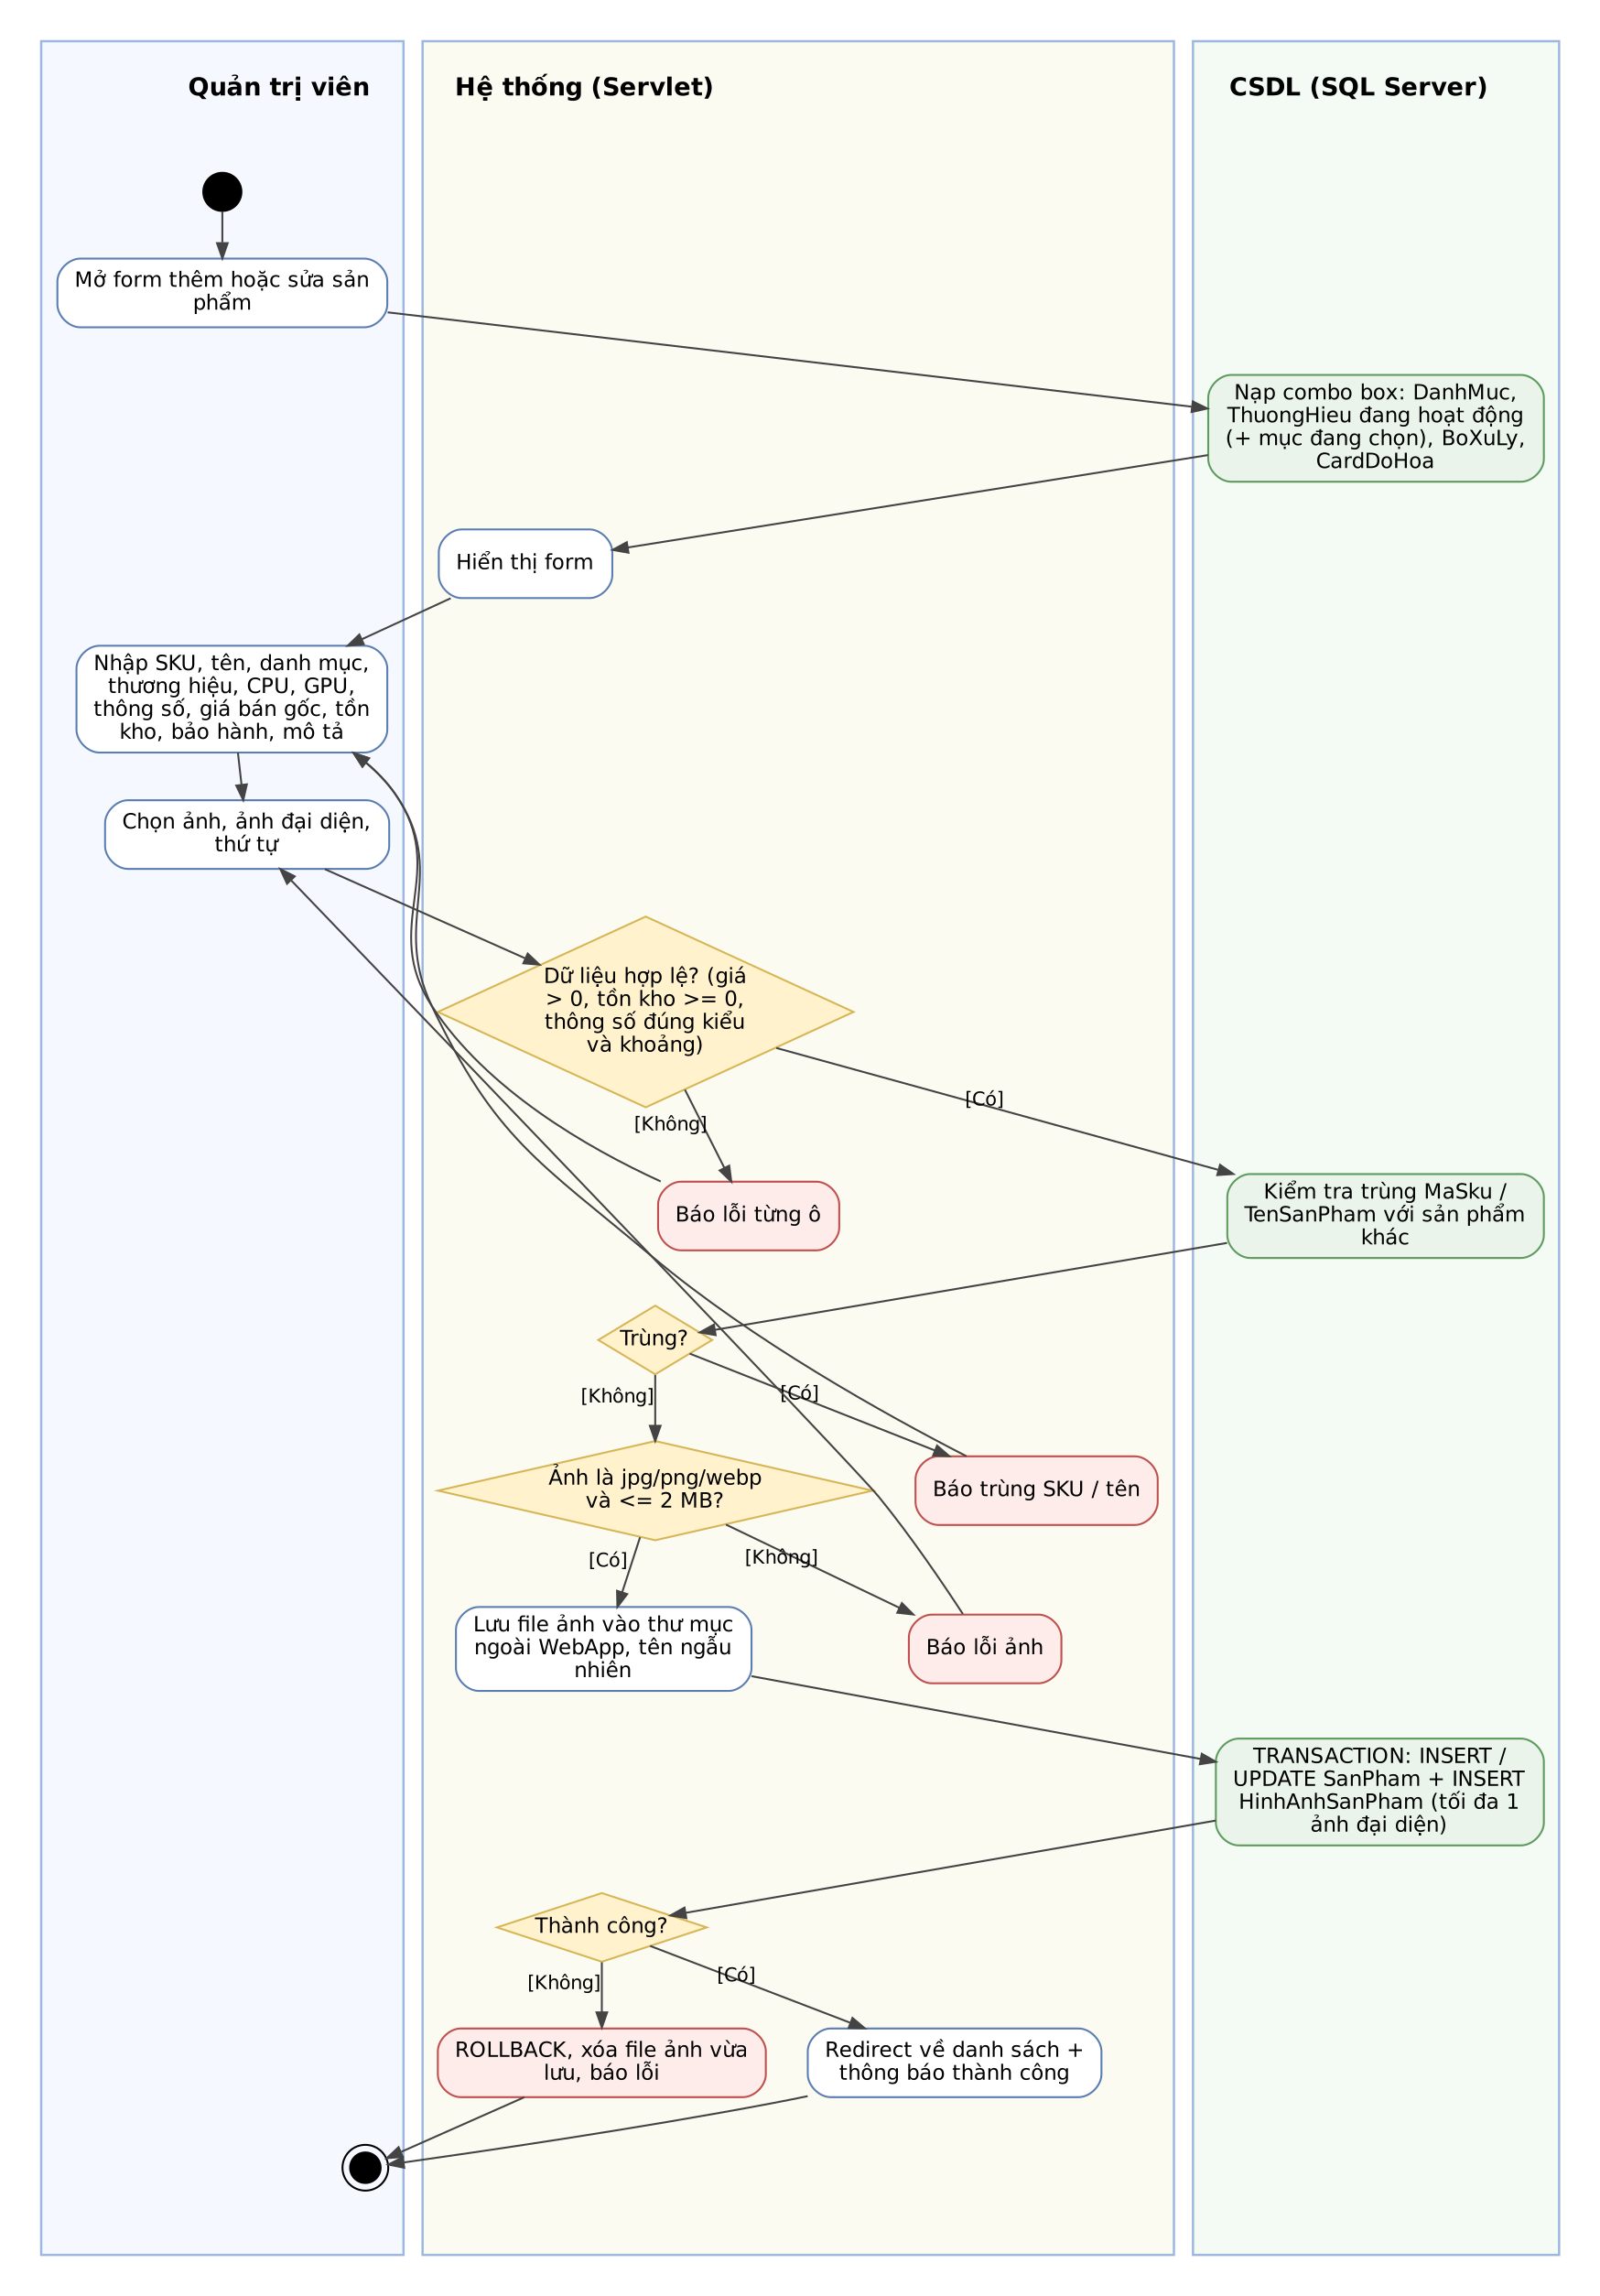 Quản trị viên
Hệ thống (Servlet)
CSDL (SQL Server)
Mở form thêm hoặc sửa sản
phẩm
Nạp combo box: DanhMuc,
ThuongHieu đang hoạt động
(+ mục đang chọn), BoXuLy,
CardDoHoa
Hiển thị form
Nhập SKU, tên, danh mục,
thương hiệu, CPU, GPU,
thông số, giá bán gốc, tồn
kho, bảo hành, mô tả
Chọn ảnh, ảnh đại diện,
thứ tự
Dữ liệu hợp lệ? (giá
> 0, tồn kho >= 0,
thông số đúng kiểu
và khoảng)
[Có]
[Không]
Báo lỗi từng ô
Kiểm tra trùng MaSku /
TenSanPham với sản phẩm
khác
Trùng?
[Không]
[Có]
Ảnh là jpg/png/webp
và <= 2 MB?
Báo trùng SKU / tên
[Có]
[Không]
Lưu file ảnh vào thư mục
ngoài WebApp, tên ngẫu
nhiên
Báo lỗi ảnh
TRANSACTION: INSERT /
UPDATE SanPham + INSERT
HinhAnhSanPham (tối đa 1
ảnh đại diện)
Thành công?
[Không]
[Có]
ROLLBACK, xóa file ảnh vừa
lưu, báo lỗi
Redirect về danh sách +
thông báo thành công